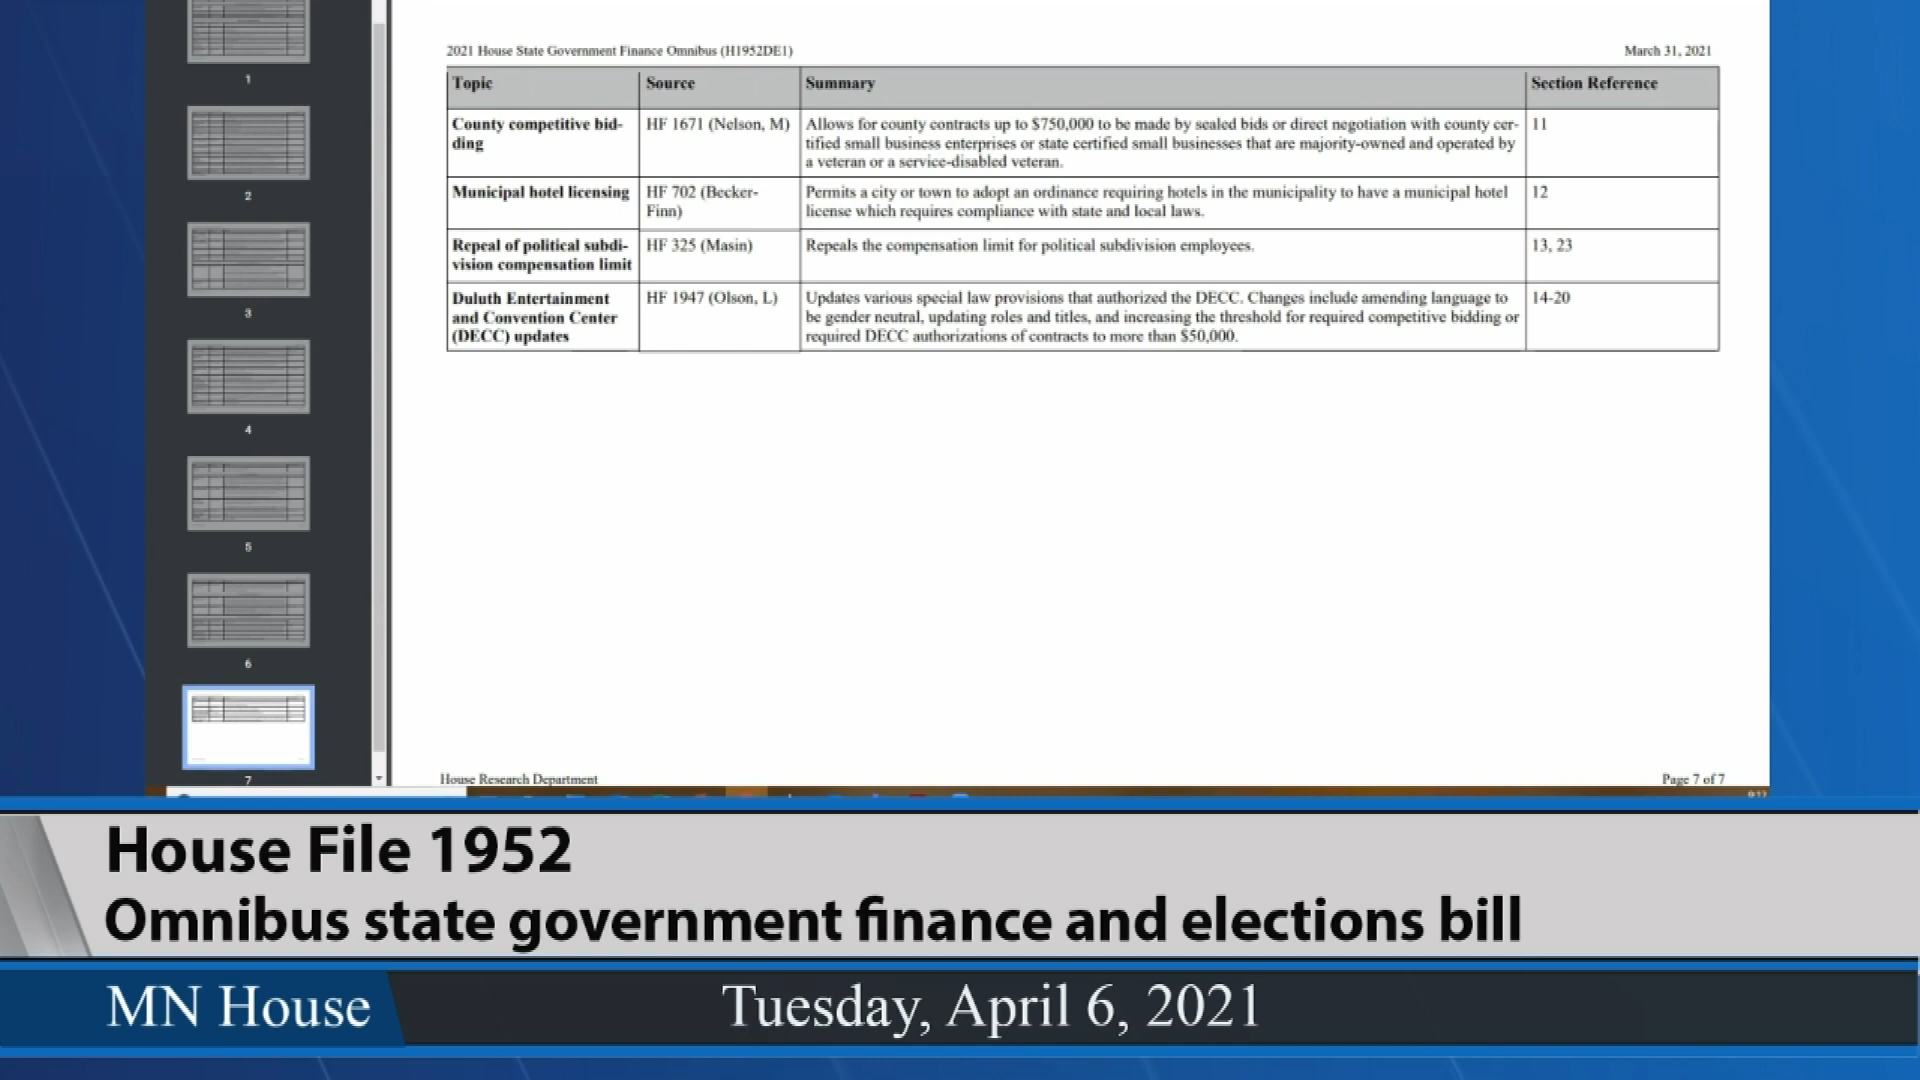 2021 House State Government Finance Omnibus (H1952DE1) March 31, 2021
Topic Source Summary Section Reference
County competitive bid-
ding
HF 1671 (Nelson, M)
Allows for county contracts up to $750,000 to be made by sealed bids or direct negotiation with county cer-
tified small business enterprises or state certified small businesses that are majority-owned and operated by
a veteran or a service-disabled veteran.
11
Municipal hotel licensing
HF 702 (Becker-
Finn)
Permits a city or town to adopt an ordinance requiring hotels in the municipality to have a municipal hotel
license which requires compliance with state and local laws.
12
Repeal of political subdi-
vision compensation limit
HF 325 (Masin)
Repeals the compensation limit for political subdivision employees.
13, 23
Duluth Entertainment
and Convention Center
(DECC) updates
HF 1947 (Olson, L)
Updates various special law provisions that authorized the DECC. Changes include amending language to
be gender neutral, updating roles and titles, and increasing the threshold for required competitive bidding or
required DECC authorizations of contracts to more than $50,000.
14-20
1
2
3
4
5
6
7
House Research Department Page 7 of 7
House File 1952
Omnibus state government finance and elections bill
MN House Tuesday, April 6, 2021